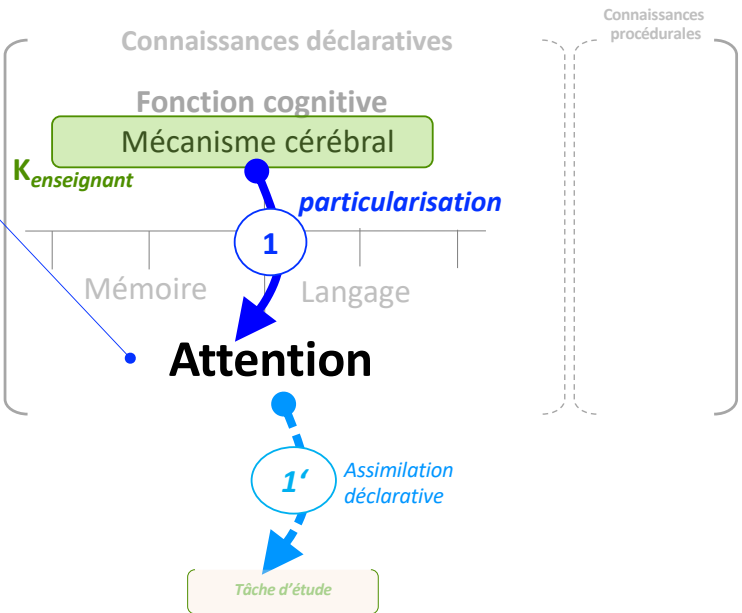 Connaissances
procédurales
Connaissances déclaratives
Fonction cognitive
Mécanisme cérébral
Kenseignant
particularisation
1
Mémoire
Langage
Attention
1‘
Assimilation
déclarative
Tâche d’étude